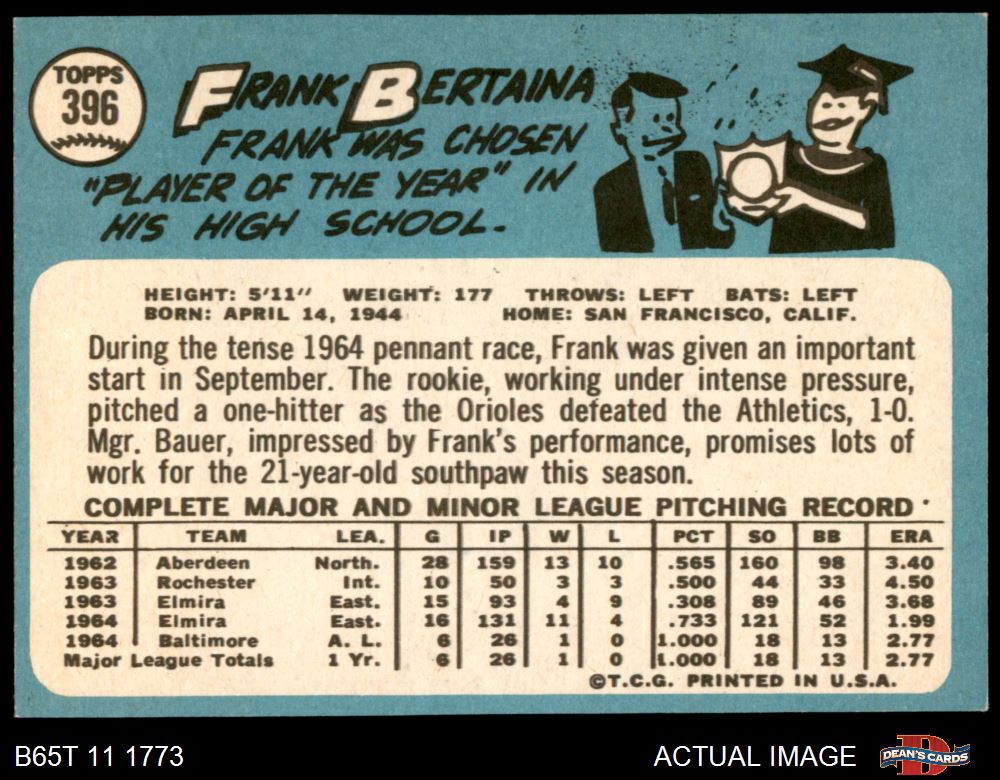 TOPPS
396
FRANK BERTAINA
FRANK WAS CHOSEN
"PLAYER OF THE YEAR" IN
HIS HIGH SCHOOL.
HEIGHT: 5'11" WEIGHT: 177 THROWS: LEFT BATS: LEFT
BORN: APRIL 14, 1944 HOME: SAN FRANCISCO, CALIF.
During the tense 1964 pennant race, Frank was given an important
start in September. The rookie, working under intense pressure,
pitched a one-hitter as the Orioles defeated the Athletics, 1-0.
Mgr. Bauer, impressed by Frank's performance, promises lots of
work for the 21-year-old southpaw this season.
COMPLETE MAJOR AND MINOR LEAGUE PITCHING RECORD
YEAR TEAM LEA. G IP W L PCT SO BB ERA
1962 Aberdeen North. 28 159 13 10 .565 160 98 3.40
1963 Rochester Int. 10 50 3 3 .500 44 33 4.50
1963 Elmira East. 15 93 4 9 .308 89 46 3.68
1964 Elmira East. 16 131 11 4 .733 121 52 1.99
1964 Baltimore A. L. 6 26 1 0 1.000 18 13 2.77
Major League Totals 1 Yr. 6 26 1 0 1.000 18 13 2.77
©T.C.G. PRINTED IN U.S.A.
B65T 11 1773 ACTUAL IMAGE DEAN'S CARDS